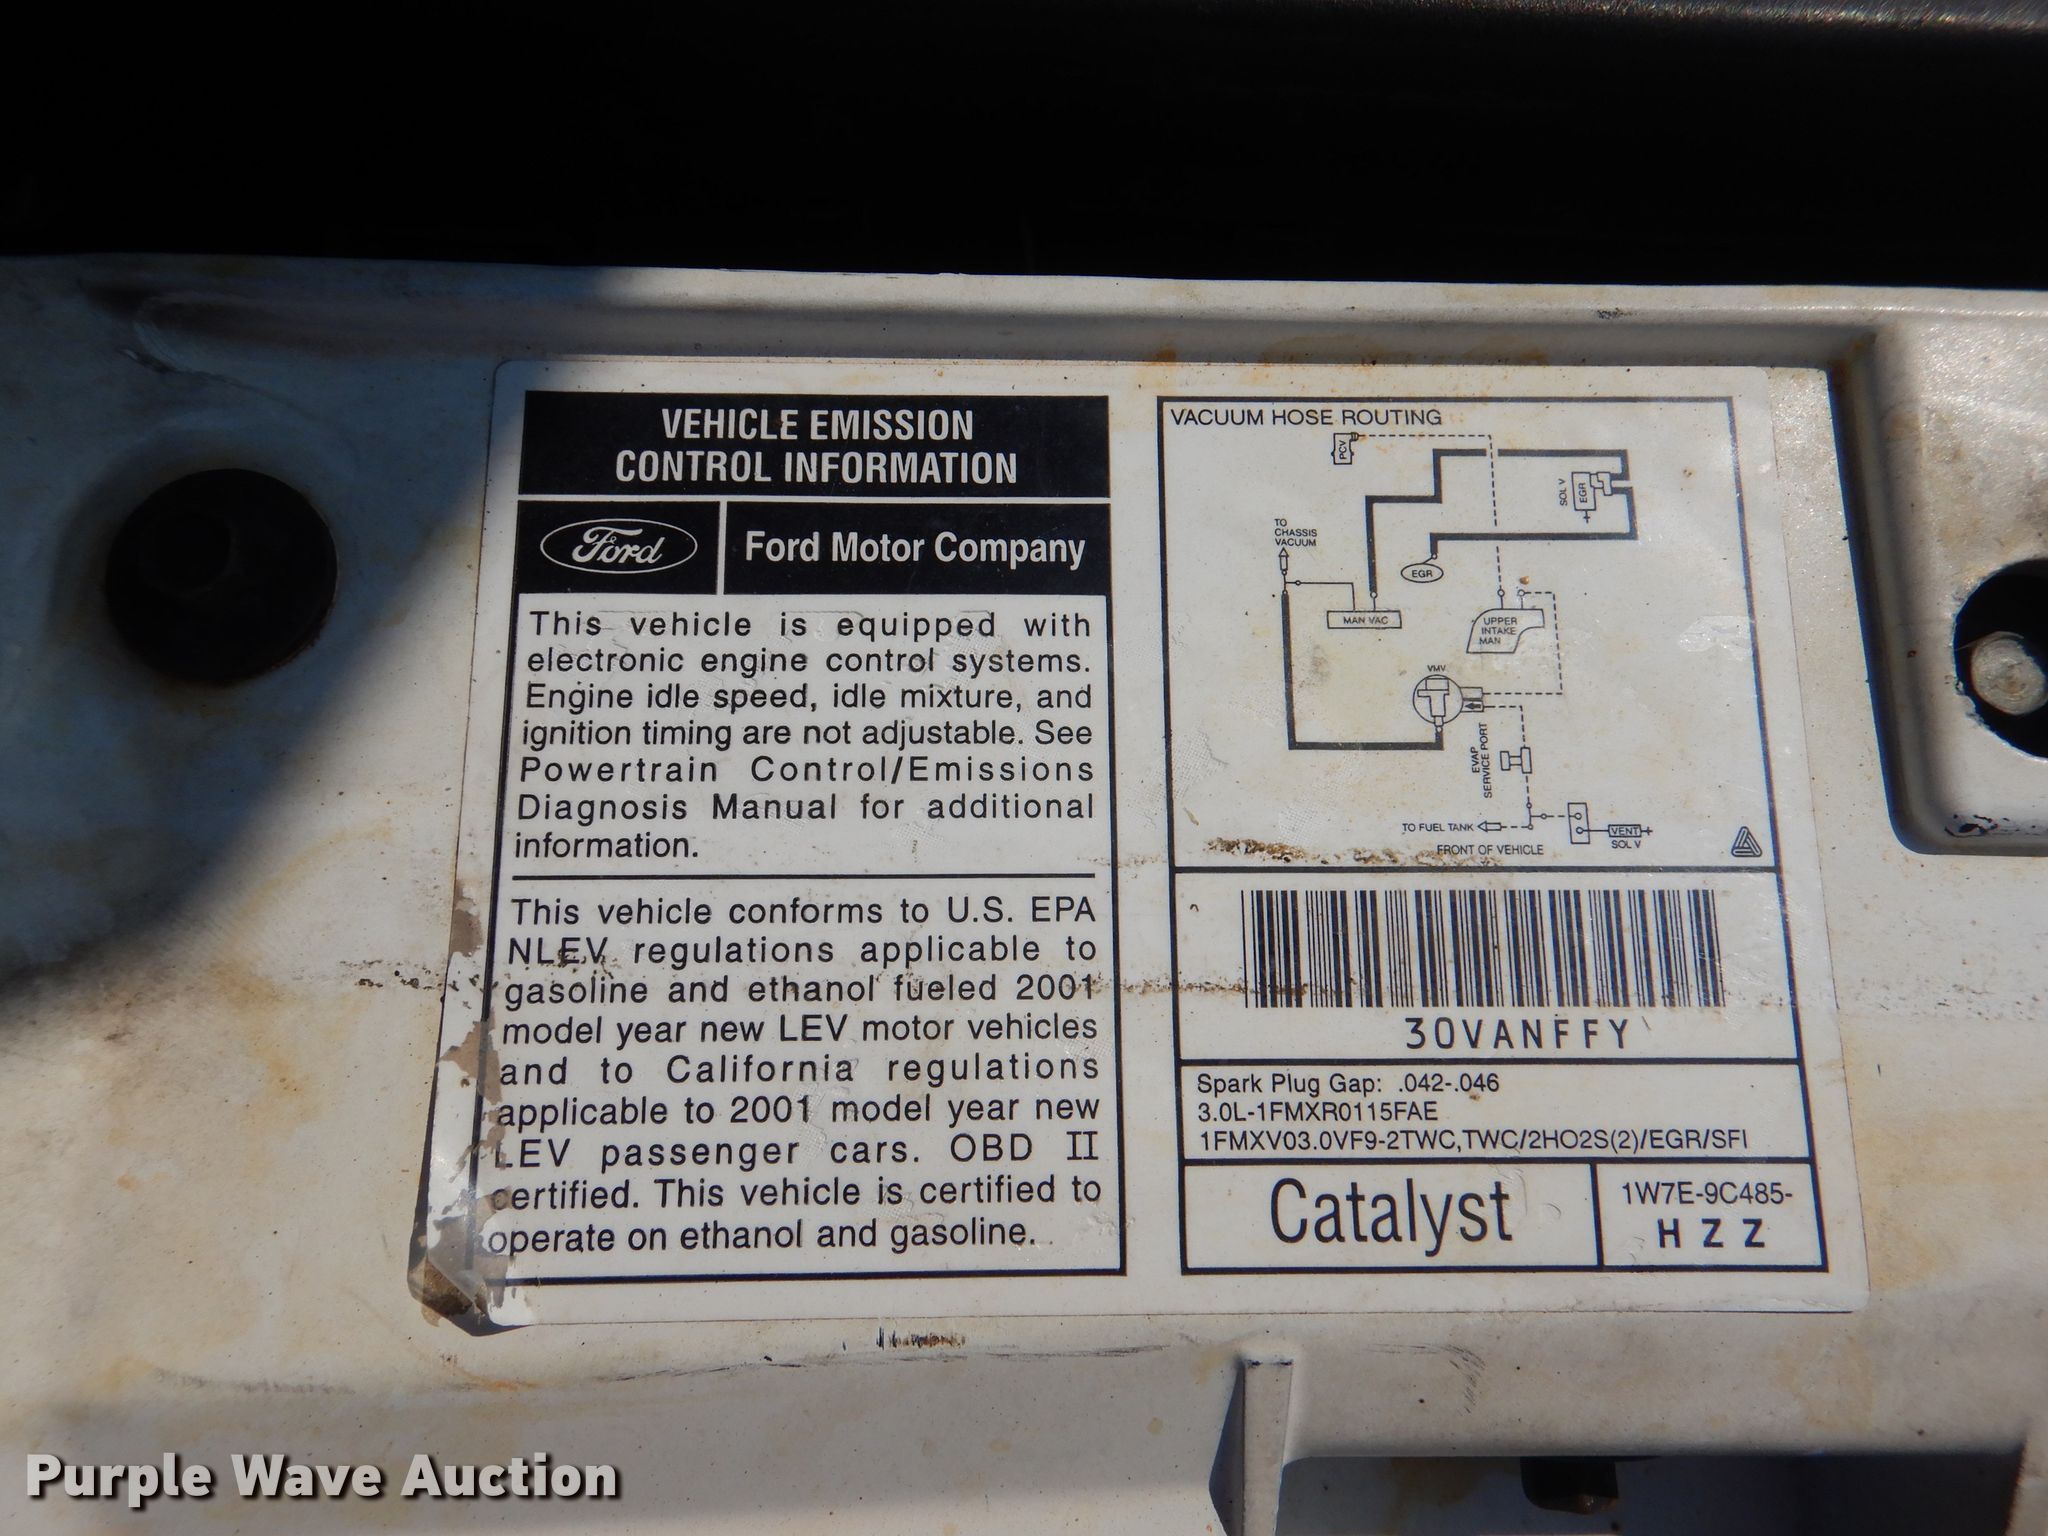 VEHICLE EMISSION
CONTROL INFORMATION
Ford
Ford Motor Company
This vehicle is equipped with
electronic engine control systems.
Engine idle speed, idle mixture, and
ignition timing are not adjustable. See
Powertrain Control/Emissions
Diagnosis Manual for additional
information.
This vehicle conforms to U.S. EPA
NLEV regulations applicable to
gasoline and ethanol fueled 2001
model year new LEV motor vehicles
and to California regulations
applicable to 2001 model year new
LEV passenger cars. OBD II
certified. This vehicle is certified to
operate on ethanol and gasoline.
VACUUM HOSE ROUTING
PCV
SOL V
EGR
TO
CHASSIS
VACUUM
EGR
MAN VAC
UPPER
INTAKE
MAN
VMV
EVAP
SERVICE PORT
TO FUEL TANK
VENT
SOL V
FRONT OF VEHICLE
30VANFFY
Spark Plug Gap: .042-.046
3.0L-1FMXR0115FAE
1FMXV03.0VF9-2TWC,TWC/2HO2S(2)/EGR/SFI
Catalyst
1W7E-9C485-
HZZ
Purple Wave Auction